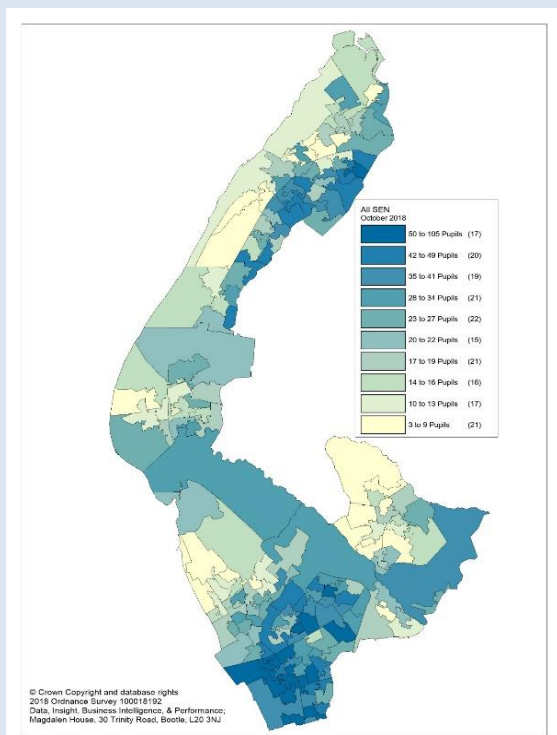 All SEN
October 2018
50 to 105 Pupils (17)
42 to 49 Pupils (20)
35 to 41 Pupils (19)
28 to 34 Pupils (21)
23 to 27 Pupils (22)
20 to 22 Pupils (15)
17 to 19 Pupils (21)
14 to 16 Pupils (16)
10 to 13 Pupils (17)
3 to 9 Pupils (21)
© Crown Copyright and database rights
2018 Ordnance Survey 100018192
Data, Insight, Business Intelligence, & Performance;
Magdalen House, 30 Trinity Road, Bootle, L20 3NJ